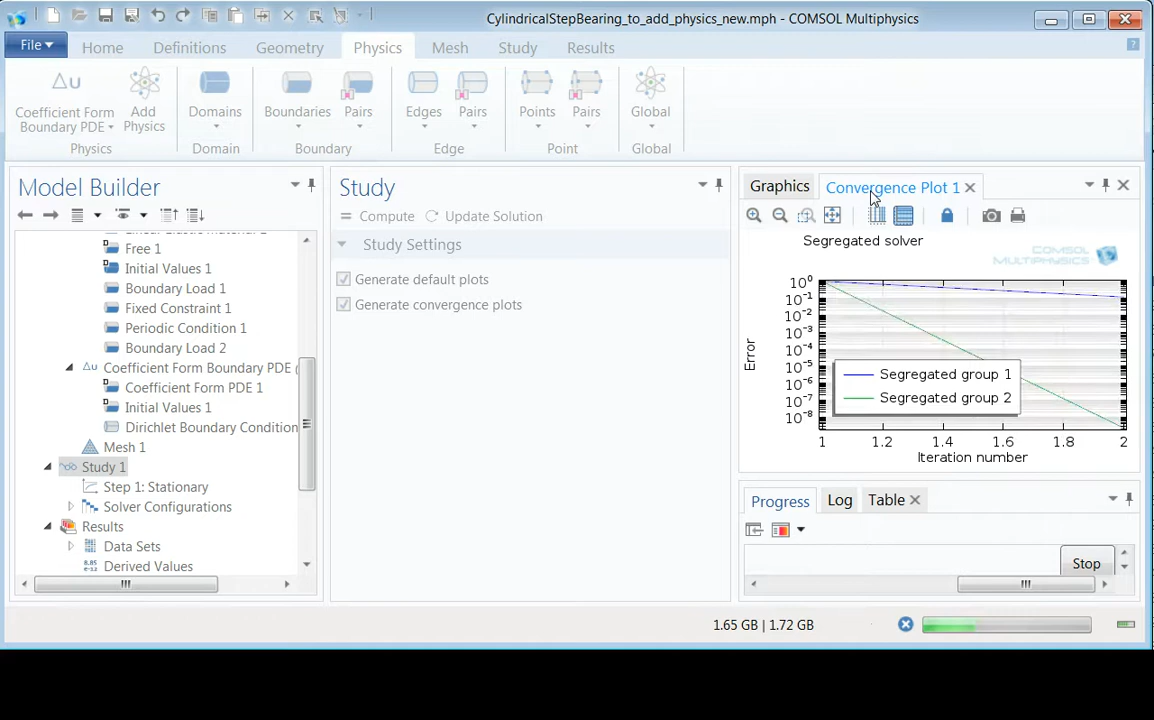 CylindricalStepBearing_to_add_physics_new.mph - COMSOL Multiphysics
File
Home
Definitions
Geometry
Physics
Mesh
Study
Results
Coefficient Form
Boundary PDE
Add
Physics
Domains
Boundaries
Pairs
Edges
Pairs
Points
Pairs
Global
Physics
Domain
Boundary
Edge
Point
Global
Model Builder
Free 1
Initial Values 1
Boundary Load 1
Fixed Constraint 1
Periodic Condition 1
Boundary Load 2
Δu Coefficient Form Boundary PDE (
Coefficient Form PDE 1
Initial Values 1
Dirichlet Boundary Condition
Mesh 1
Study 1
Step 1: Stationary
Solver Configurations
Results
Data Sets
Derived Values
Study
= Compute
Update Solution
Study Settings
Generate default plots
Generate convergence plots
Graphics
Convergence Plot 1
Segregated solver
COMSOL
MULTIPHYSICS
10⁰
10⁻¹
10⁻²
10⁻³
10⁻⁴
10⁻⁵
10⁻⁶
10⁻⁷
10⁻⁸
Error
Segregated group 1
Segregated group 2
1 1.2 1.4 1.6 1.8 2
Iteration number
Progress
Log
Table
Stop
1.65 GB | 1.72 GB